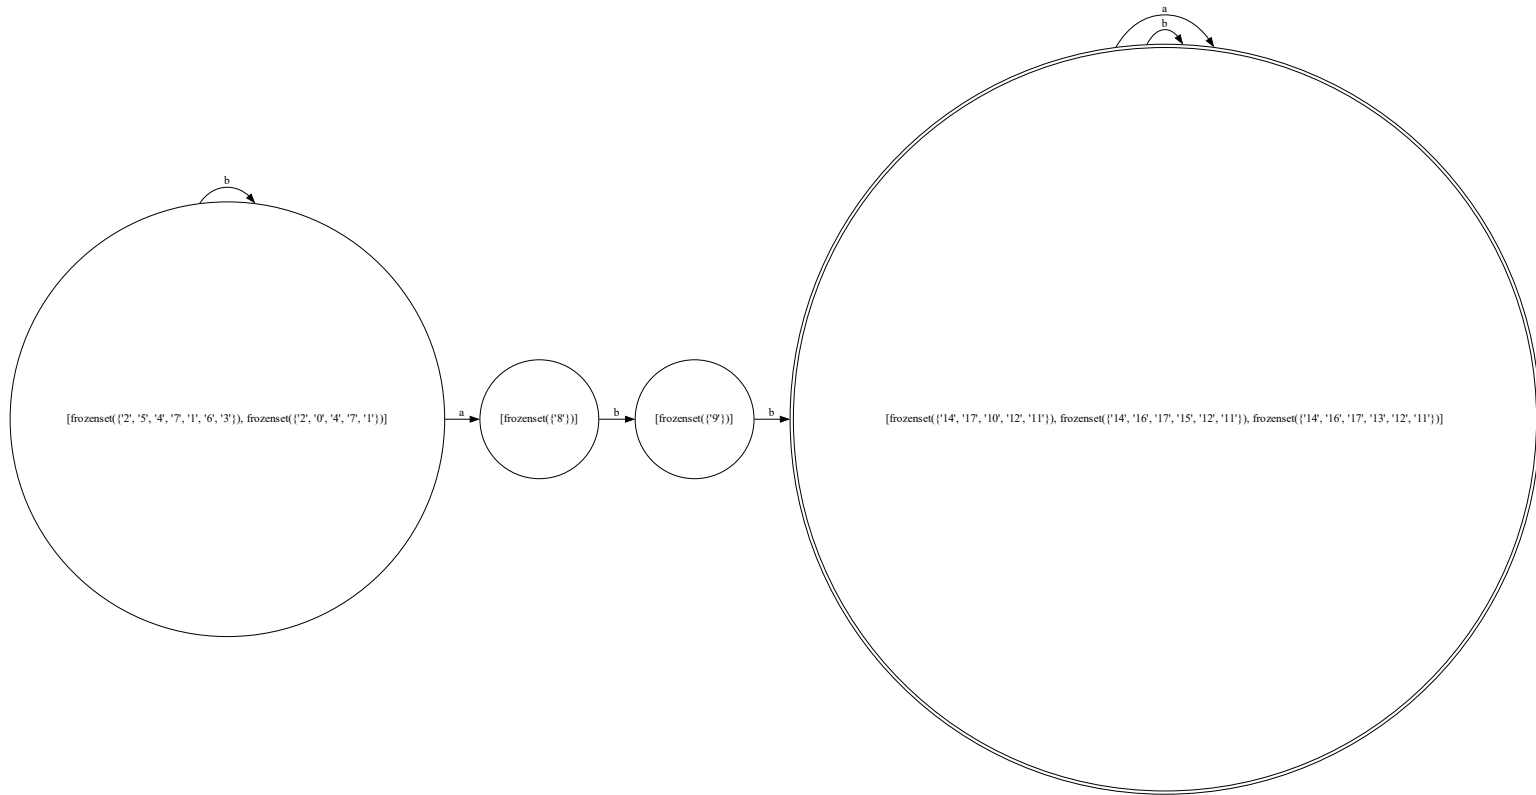 a
b
b
[frozenset({'2', '5', '4', '7', '1', '6', '3'}), frozenset({'2', '0', '4', '7', '1'})]
a
[frozenset({'8'})]
b
[frozenset({'9'})]
b
[frozenset({'14', '17', '10', '12', '11'}), frozenset({'14', '16', '17', '15', '12', '11'}), frozenset({'14', '16', '17', '13', '12', '11'})]